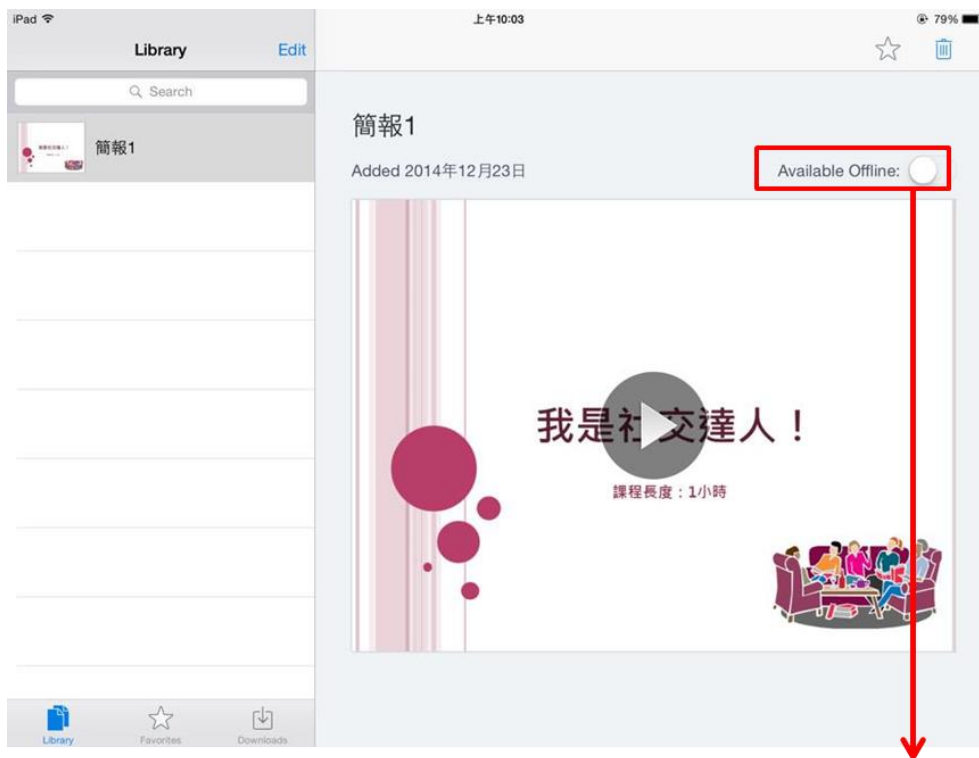 iPad 上午10:03 79%
Library Edit
Search
簡報1
簡報1
Added 2014年12月23日 Available Offline:
我是社交達人！
課程長度：1小時
Library Favorites Downloads